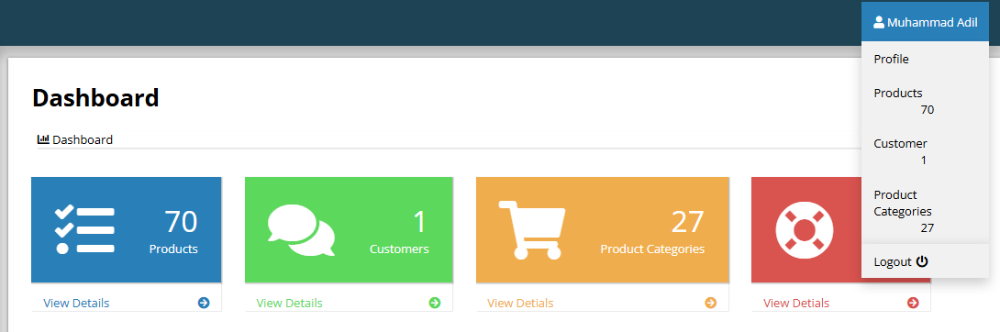 Muhammad Adil
Profile
Products
70
Customer
1
Product
Categories
27
Logout
Dashboard
Dashboard
70
Products
1
Customers
27
Product Categories
View Details
View Details
View Detials
View Detials